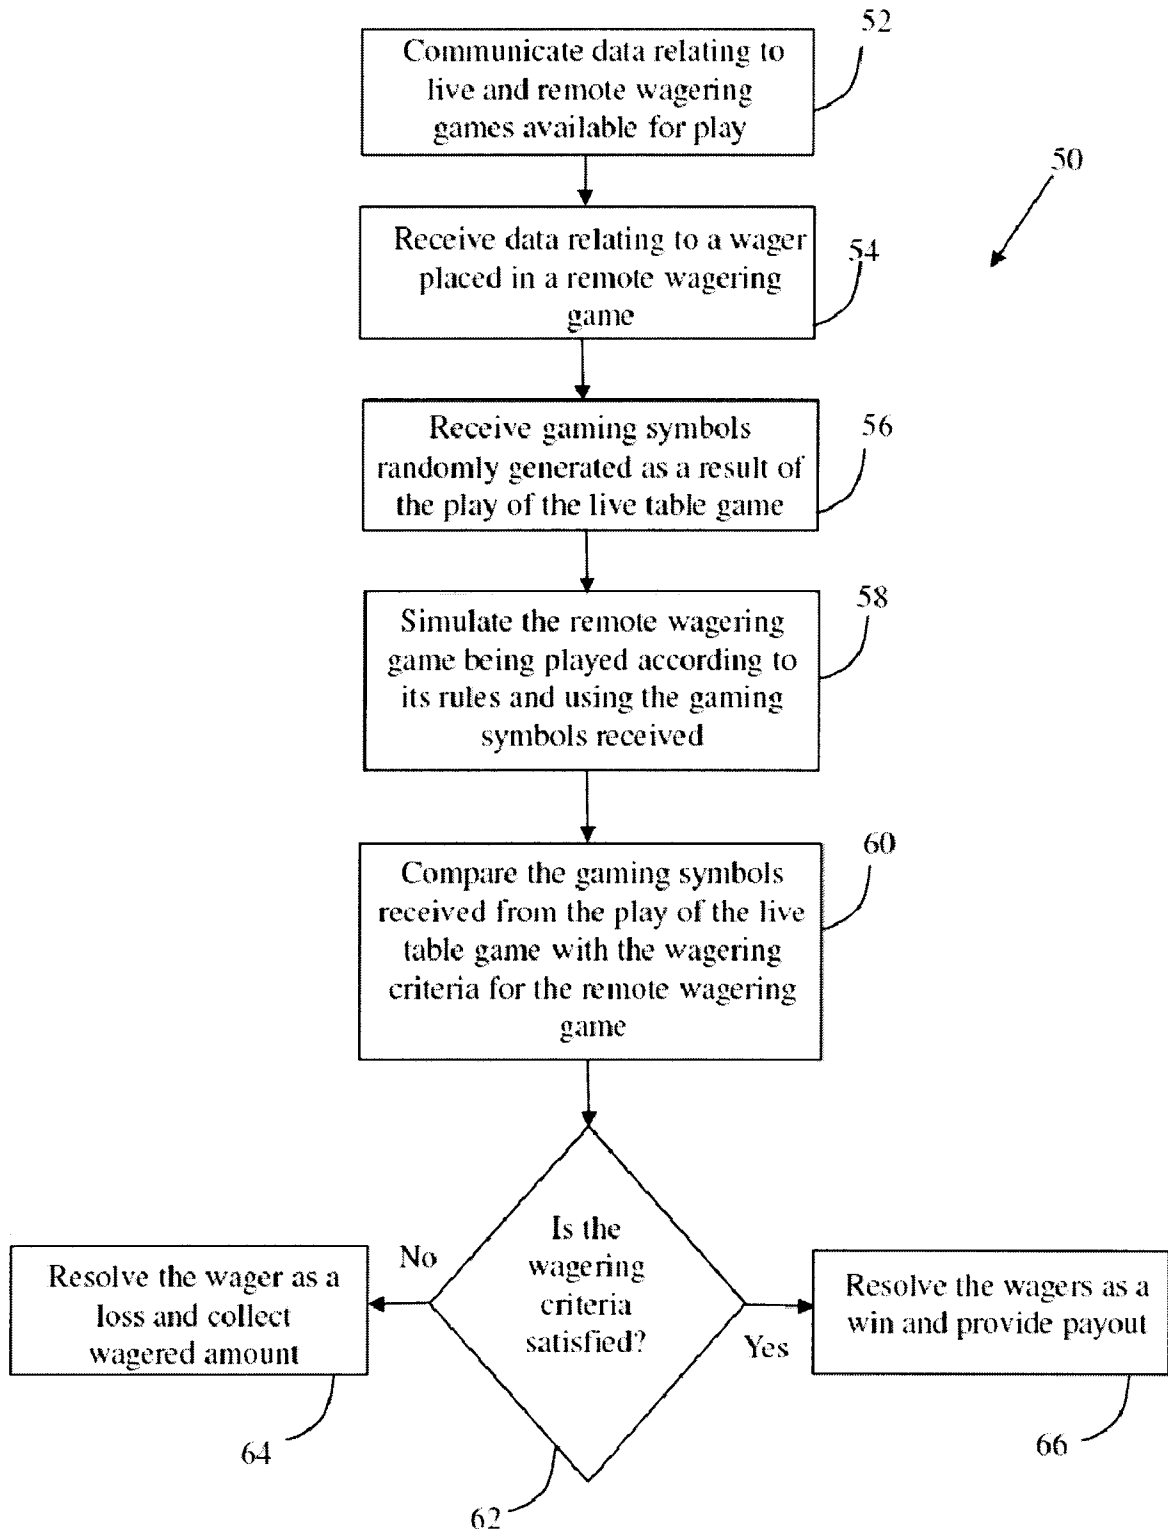 52
Communicate data relating to
live and remote wagering
games available for play
50
Receive data relating to a wager
placed in a remote wagering
game
54
Receive gaming symbols
randomly generated as a result of
the play of the live table game
56
Simulate the remote wagering
game being played according to
its rules and using the gaming
symbols received
58
Compare the gaming symbols
received from the play of the live
table game with the wagering
criteria for the remote wagering
game
60
Is the
wagering
criteria
satisfied?
62
No
Resolve the wager as a
loss and collect
wagered amount
64
Yes
Resolve the wagers as a
win and provide payout
66